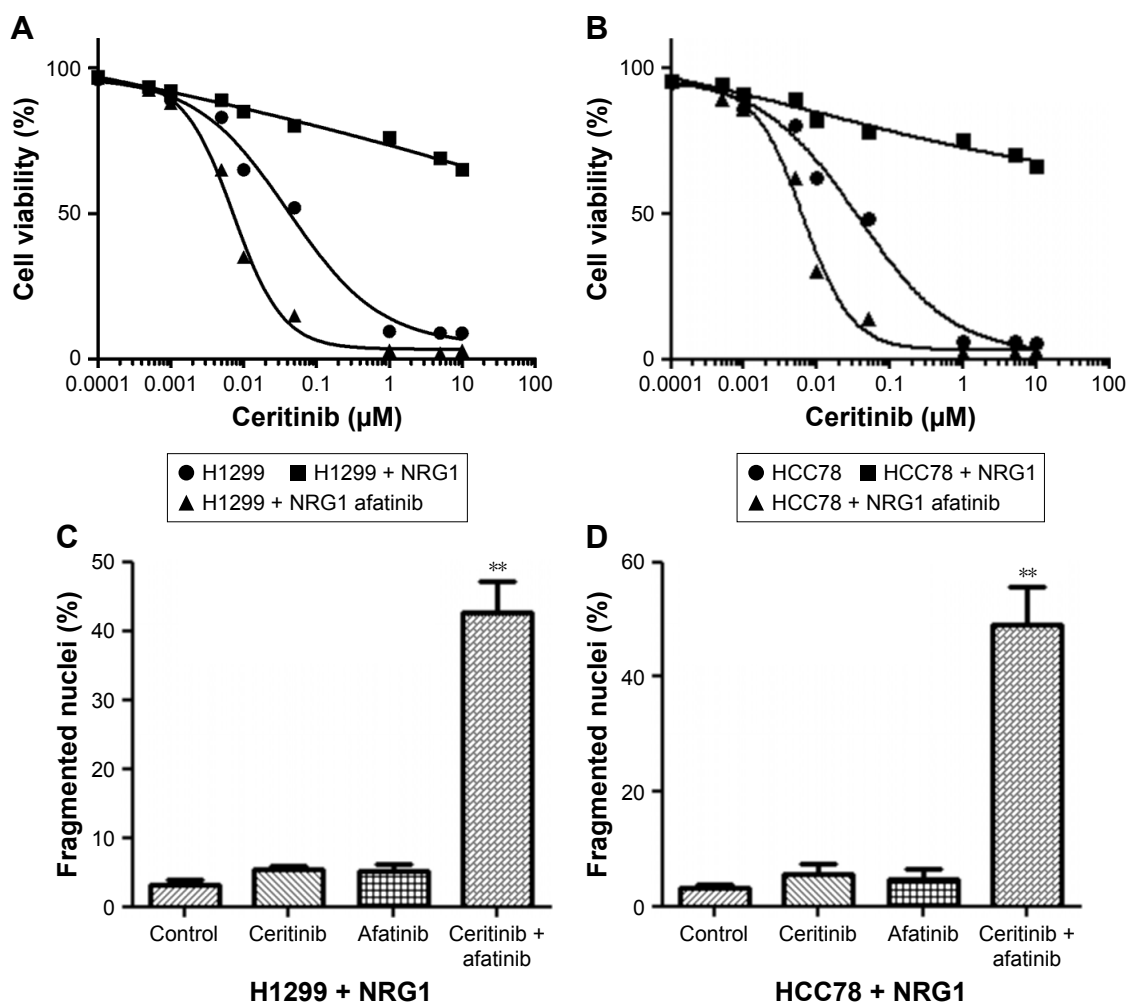 A
Cell viability (%)
100
50
0
0.0001
0.001
0.01
0.1
1
10
100
Ceritinib (µM)
● H1299 ■ H1299 + NRG1
▲ H1299 + NRG1 afatinib
B
Cell viability (%)
100
50
0
0.0001
0.001
0.01
0.1
1
10
100
Ceritinib (µM)
● HCC78 ■ HCC78 + NRG1
▲ HCC78 + NRG1 afatinib
C
Fragmented nuclei (%)
50
40
30
20
10
0
**
Control
Ceritinib
Afatinib
Ceritinib +
afatinib
H1299 + NRG1
D
Fragmented nuclei (%)
60
40
20
0
**
Control
Ceritinib
Afatinib
Ceritinib +
afatinib
HCC78 + NRG1